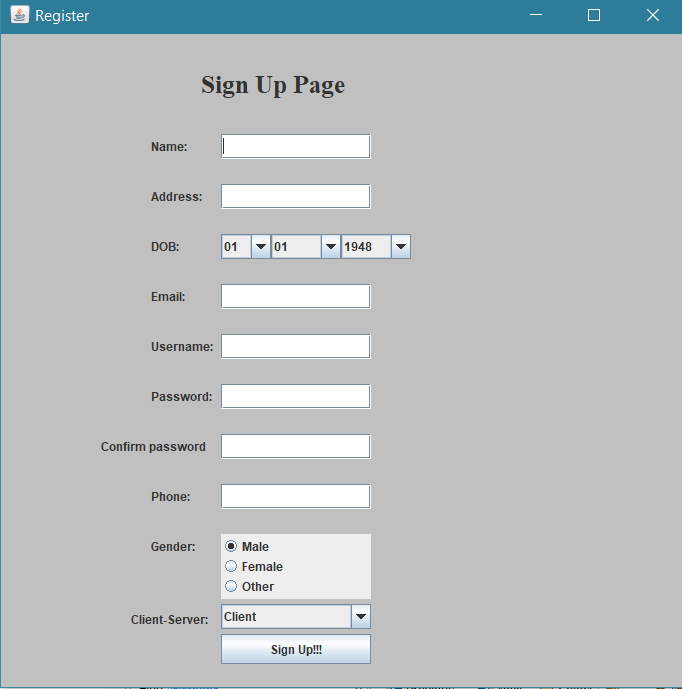 Register
Sign Up Page
Name:
Address:
DOB: 01 01 1948
Email:
Username:
Password:
Confirm password
Phone:
Gender: Male
Female
Other
Client-Server: Client
Sign Up!!!